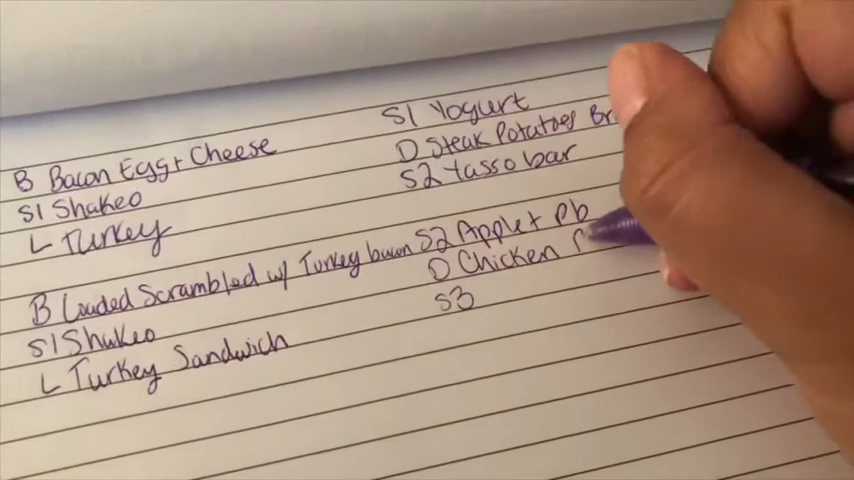 B Bacon Egg + Cheese
S1 Shakeo
L Turkey
S1 Yogurt
D Steak Potatoes Br
S2 Yasso bar
B Loaded Scrambled w/ Turkey bacon
S1 Shakeo
L Turkey Sandwich
S2 Apple + Pb
D Chicken
S3